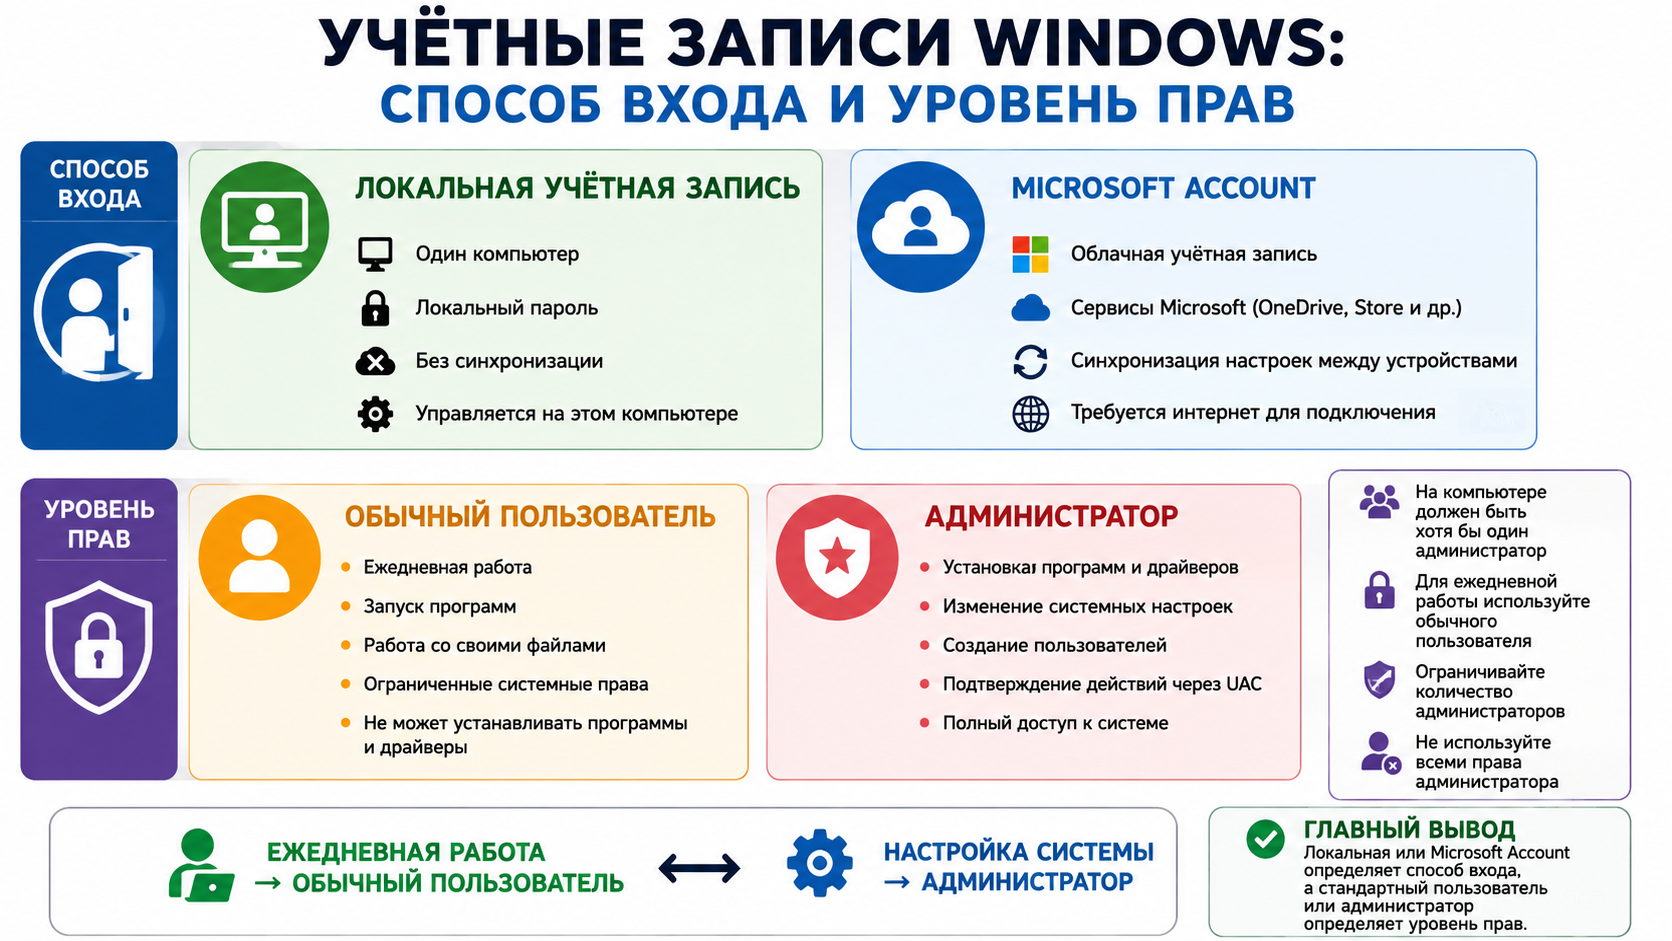 УЧЁТНЫЕ ЗАПИСИ WINDOWS:
СПОСОБ ВХОДА И УРОВЕНЬ ПРАВ
СПОСОБ
ВХОДА
ЛОКАЛЬНАЯ УЧЁТНАЯ ЗАПИСЬ
Один компьютер
Локальный пароль
Без синхронизации
Управляется на этом компьютере
MICROSOFT ACCOUNT
Облачная учётная запись
Сервисы Microsoft (OneDrive, Store и др.)
Синхронизация настроек между устройствами
Требуется интернет для подключения
УРОВЕНЬ
ПРАВ
ОБЫЧНЫЙ ПОЛЬЗОВАТЕЛЬ
• Ежедневная работа
• Запуск программ
• Работа со своими файлами
• Ограниченные системные права
• Не может устанавливать программы
и драйверы
АДМИНИСТРАТОР
• Установка программ и драйверов
• Изменение системных настроек
• Создание пользователей
• Подтверждение действий через UAC
• Полный доступ к системе
На компьютере
должен быть
хотя бы один
администратор
Для ежедневной
работы используйте
обычного
пользователя
Ограничивайте
количество
администраторов
Не используйте
всеми права
администратора
ЕЖЕДНЕВНАЯ РАБОТА
→ ОБЫЧНЫЙ ПОЛЬЗОВАТЕЛЬ
НАСТРОЙКА СИСТЕМЫ
→ АДМИНИСТРАТОР
ГЛАВНЫЙ ВЫВОД
Локальная или Microsoft Account
определяет способ входа,
а стандартный пользователь
или администратор
определяет уровень прав.